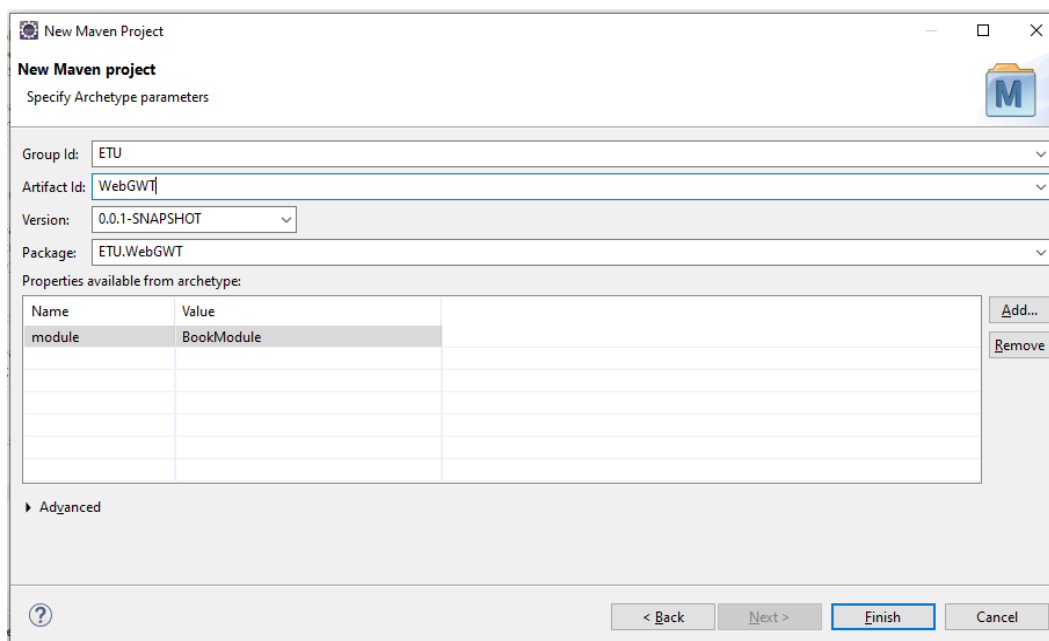 New Maven Project
New Maven project
Specify Archetype parameters
M
Group Id: ETU
Artifact Id: WebGWT
Version: 0.0.1-SNAPSHOT
Package: ETU.WebGWT
Properties available from archetype:
Name Value Add...
module BookModule Remove
Advanced
? < Back Next > Finish Cancel